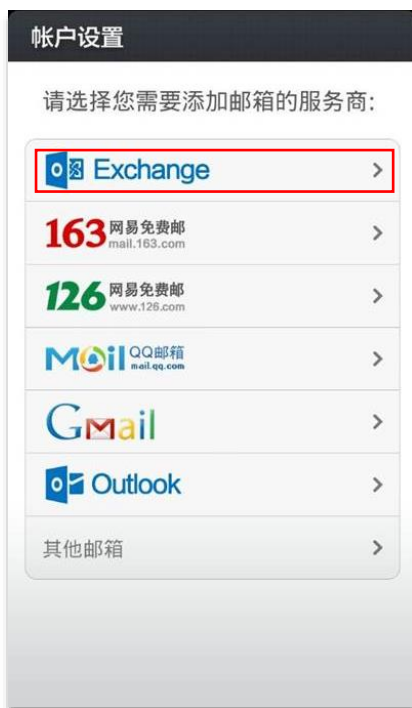 帐户设置
请选择您需要添加邮箱的服务商:
Exchange
163 网易免费邮
mail.163.com
126 网易免费邮
www.126.com
Mail QQ邮箱
mail.qq.com
Gmail
Outlook
其他邮箱